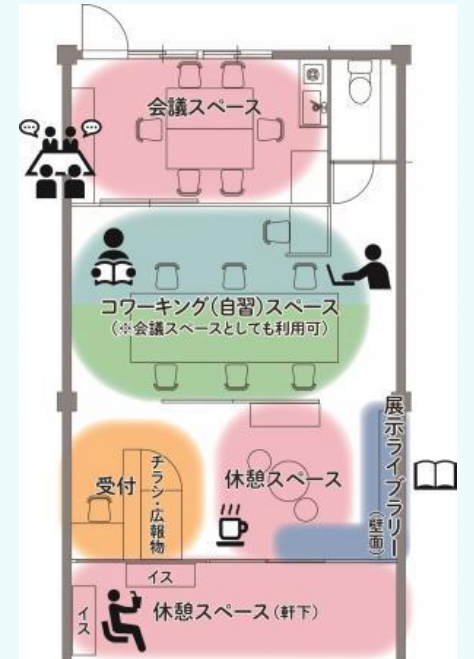 会議スペース
コワーキング（自習）スペース
（※会議スペースとしても利用可）
受付
チラシ・広報物
休憩スペース
展示ライブラリー
（壁面）
イス
イス
休憩スペース（軒下）